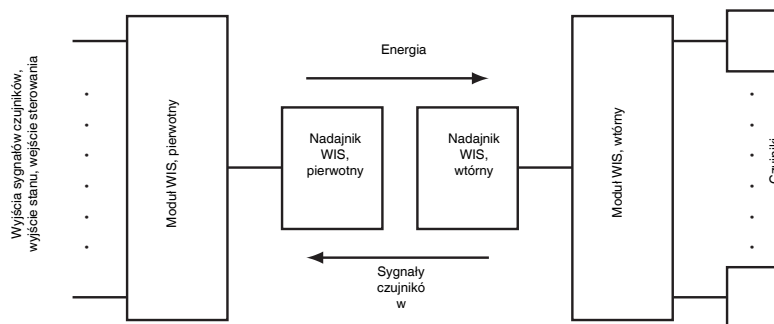 Wyjścia sygnałów czujników,
wyjście stanu, wejście sterowania
Moduł WIS, pierwotny
Energia
Nadajnik
WIS,
pierwotny
Nadajnik
WIS,
wtórny
Sygnały
czujnikó
w
Moduł WIS, wtórny
Czujniki